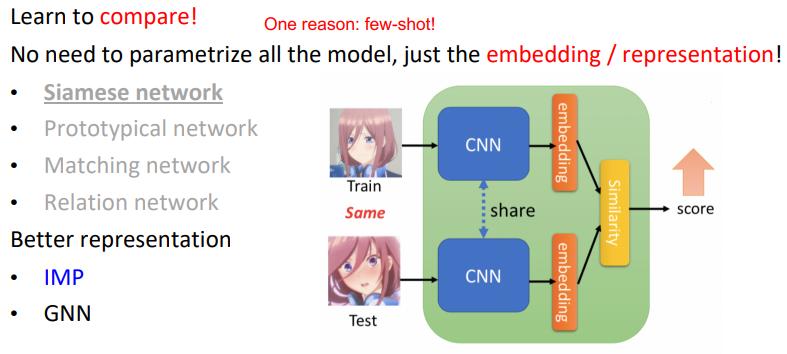 Learn to compare!
One reason: few-shot!
No need to parametrize all the model, just the embedding / representation!
• Siamese network
• Prototypical network
• Matching network
• Relation network
Better representation
• IMP
• GNN
Train
Same
Test
CNN
share
CNN
embedding
embedding
Similarity
score